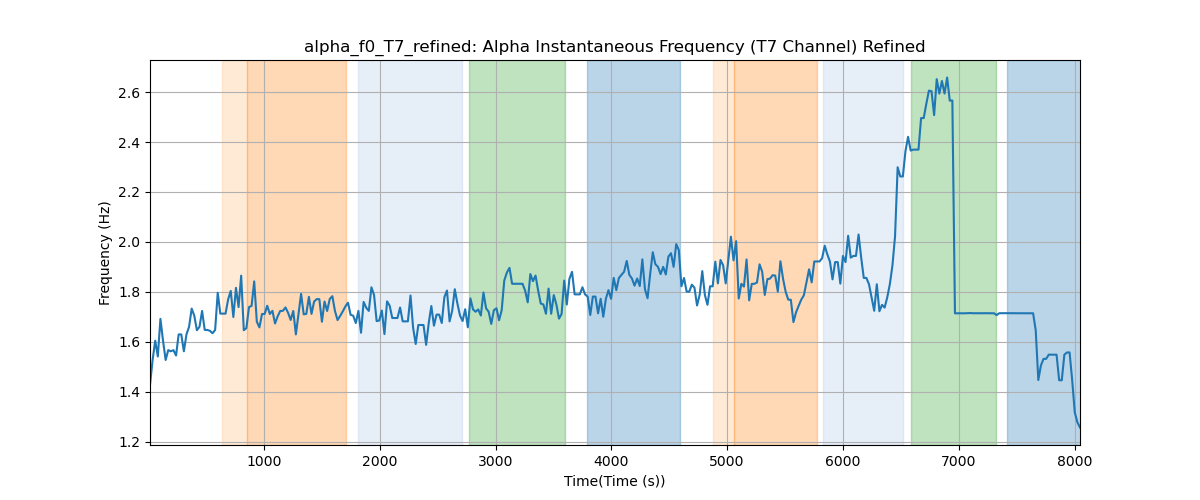 alpha_f0_T7_refined: Alpha Instantaneous Frequency (T7 Channel) Refined
Frequency (Hz)
2.6
2.4
2.2
2.0
1.8
1.6
1.4
1.2
1000 2000 3000 4000 5000 6000 7000 8000
Time(Time (s))